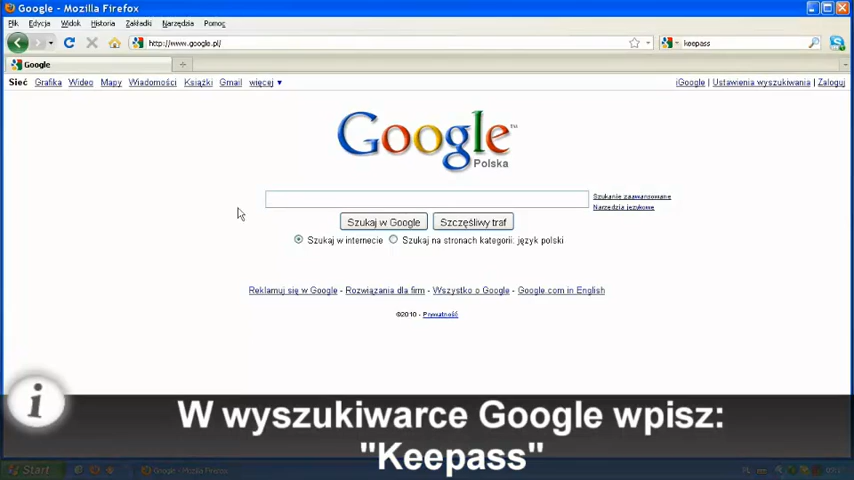 Google - Mozilla Firefox
Plik Edycja Widok Historia Zakładki Narzędzia Pomoc
http://www.google.pl/ keepass
Google
Sieć Grafika Wideo Mapy Wiadomości Książki Gmail więcej ▼ iGoogle | Ustawienia wyszukiwania | Zaloguj
Google™
Polska
Szukanie zaawansowane
Narzędzia językowe
Szukaj w Google Szczęśliwy traf
Szukaj w internecie Szukaj na stronach kategorii: język polski
Reklamuj się w Google - Rozwiązania dla firm - Wszystko o Google - Google.com in English
©2010 - Prywatność
W wyszukiwarce Google wpisz:
"Keepass"
Start Google - Mozilla Firefox